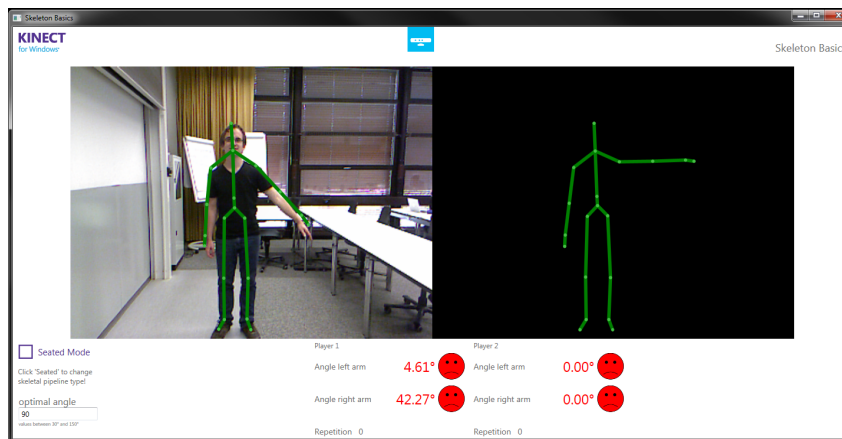 Skeleton Basics
KINECT
for Windows
Skeleton Basic
Seated Mode
Click 'Seated' to change
skeletal pipeline type!
optimal angle
90
values between 30° and 150°
Player 1
Angle left arm 4.61°
Angle right arm 42.27°
Repetition 0
Player 2
Angle left arm 0.00°
Angle right arm 0.00°
Repetition 0